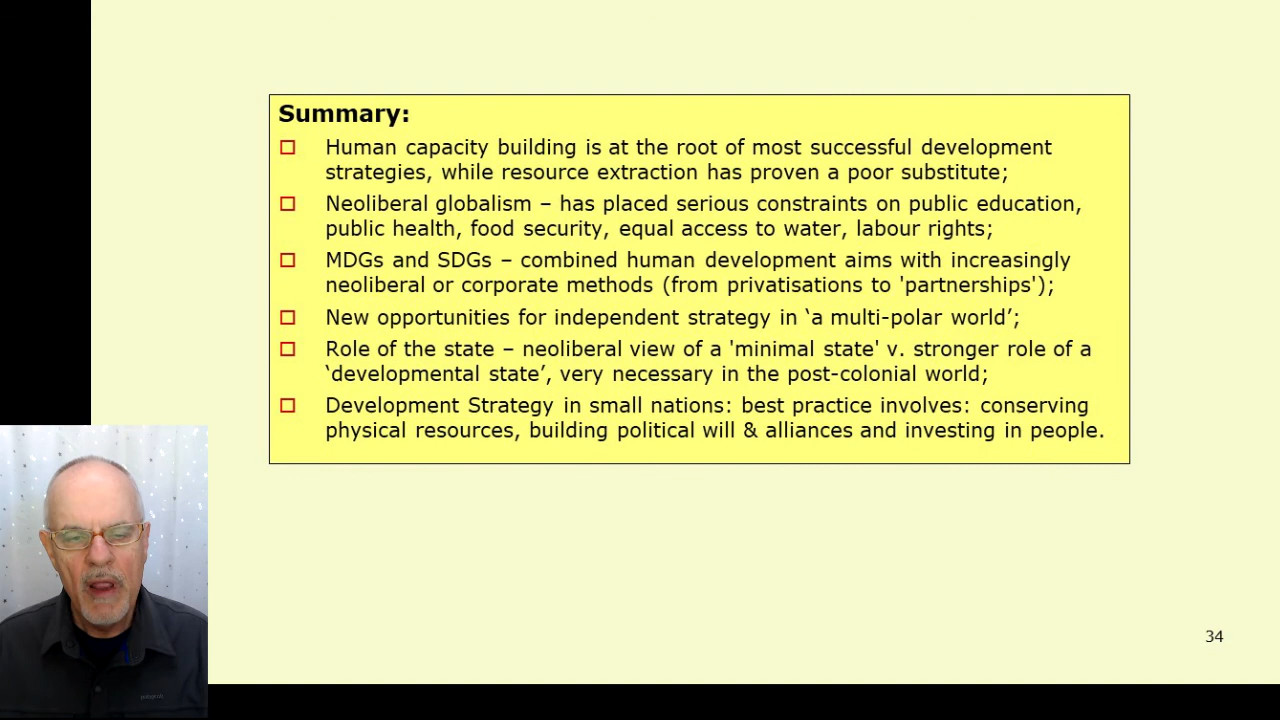 Summary:
Human capacity building is at the root of most successful development
strategies, while resource extraction has proven a poor substitute;
Neoliberal globalism – has placed serious constraints on public education,
public health, food security, equal access to water, labour rights;
MDGs and SDGs – combined human development aims with increasingly
neoliberal or corporate methods (from privatisations to 'partnerships');
New opportunities for independent strategy in ‘a multi-polar world’;
Role of the state – neoliberal view of a 'minimal state' v. stronger role of a
‘developmental state’, very necessary in the post-colonial world;
Development Strategy in small nations: best practice involves: conserving
physical resources, building political will & alliances and investing in people.
34